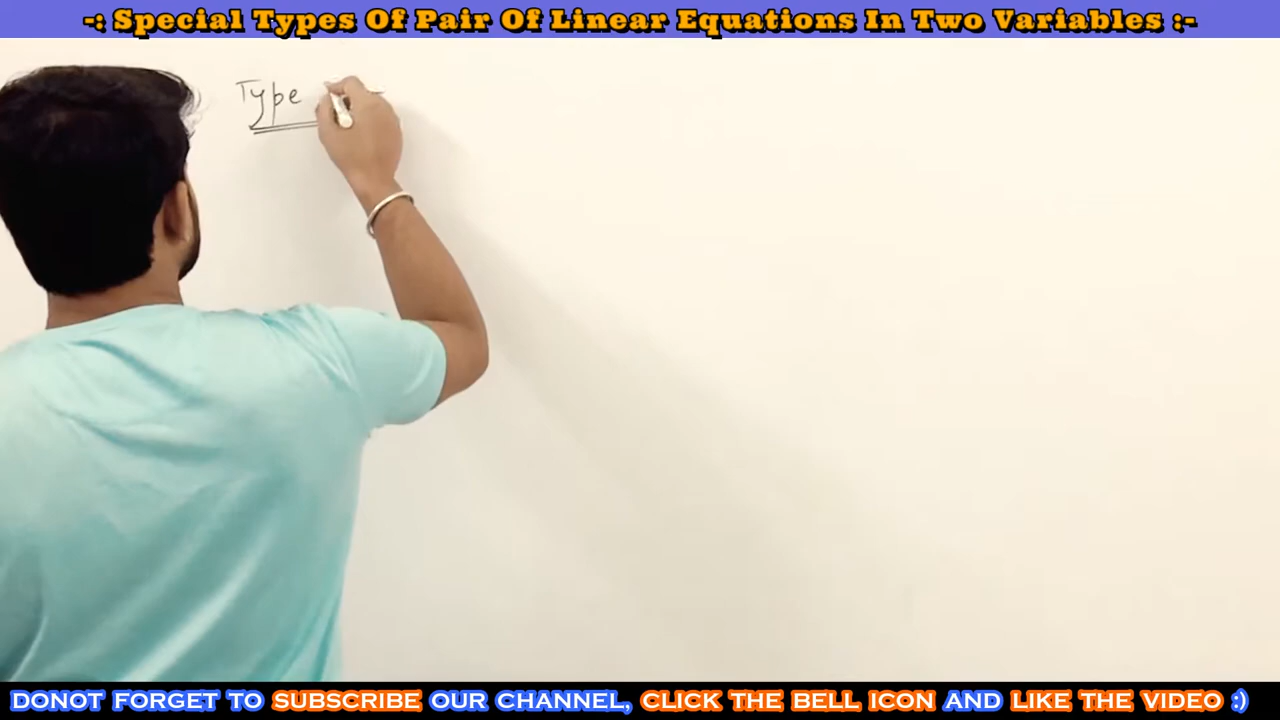 -: Special Types Of Pair Of Linear Equations In Two Variables :-
Type
DONOT FORGET TO SUBSCRIBE OUR CHANNEL, CLICK THE BELL ICON AND LIKE THE VIDEO :)